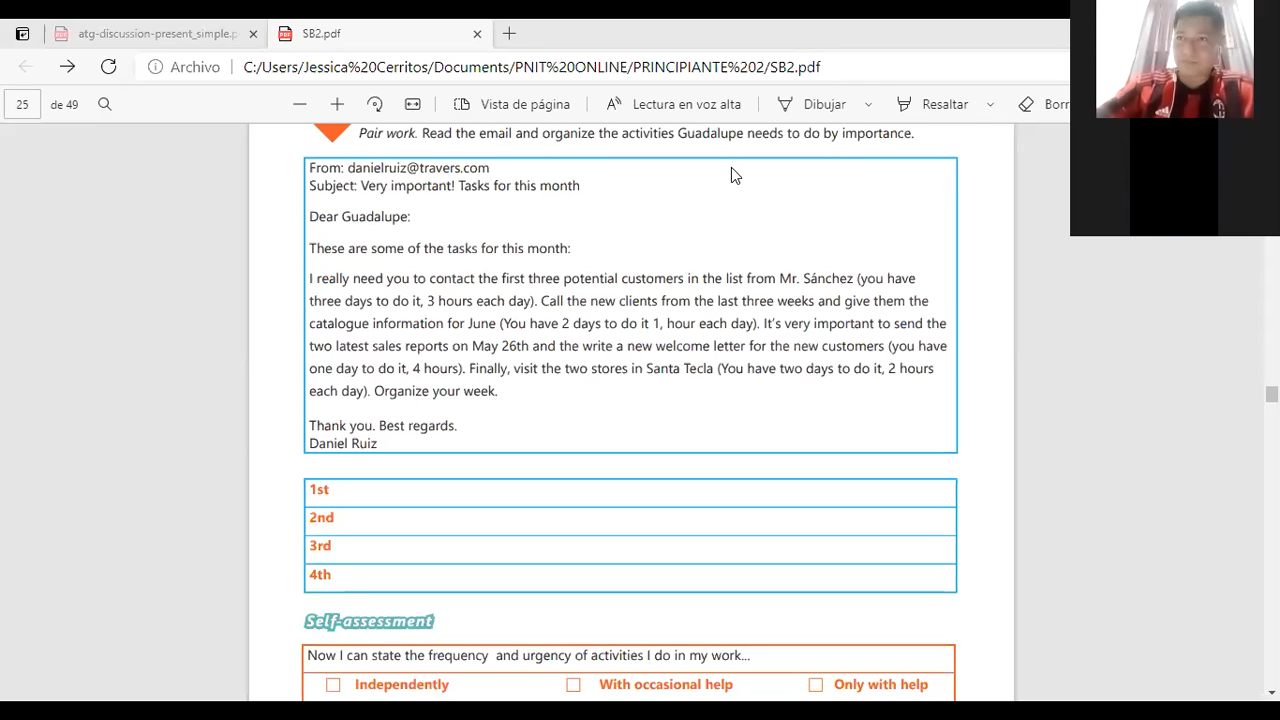 atg-discussion-present_simple.p
SB2.pdf
Archivo
C:/Users/Jessica%20Cerritos/Documents/PNIT%20ONLINE/PRINCIPIANTE%202/SB2.pdf
25
de 49
Vista de página
Lectura en voz alta
Dibujar
Resaltar
Borr
Pair work. Read the email and organize the activities Guadalupe needs to do by importance.
From: danielruiz@travers.com
Subject: Very important! Tasks for this month
Dear Guadalupe:
These are some of the tasks for this month:
I really need you to contact the first three potential customers in the list from Mr. Sánchez (you have
three days to do it, 3 hours each day). Call the new clients from the last three weeks and give them the
catalogue information for June (You have 2 days to do it 1, hour each day). It's very important to send the
two latest sales reports on May 26th and the write a new welcome letter for the new customers (you have
one day to do it, 4 hours). Finally, visit the two stores in Santa Tecla (You have two days to do it, 2 hours
each day). Organize your week.
Thank you. Best regards.
Daniel Ruiz
1st
2nd
3rd
4th
Self-assessment
Now I can state the frequency and urgency of activities I do in my work...
Independently
With occasional help
Only with help